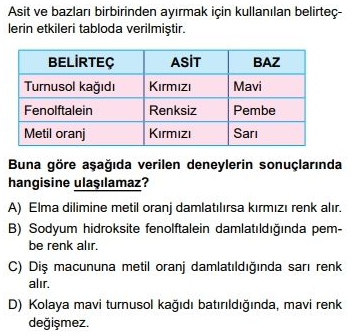 Asit ve bazları birbirinden ayırmak için kullanılan belirteç-
lerin etkileri tabloda verilmiştir.
BELİRTEÇ ASİT BAZ
Turnusol kağıdı Kırmızı Mavi
Fenolftalein Renksiz Pembe
Metil oranj Kırmızı Sarı
Buna göre aşağıda verilen deneylerin sonuçlarında
hangisine ulaşılamaz?
A) Elma dilimine metil oranj damlatılırsa kırmızı renk alır.
B) Sodyum hidroksite fenolftalein damlatıldığında pem-
be renk alır.
C) Diş macununa metil oranj damlatıldığında sarı renk
alır.
D) Kolaya mavi turnusol kağıdı batırıldığında, mavi renk
değişmez.